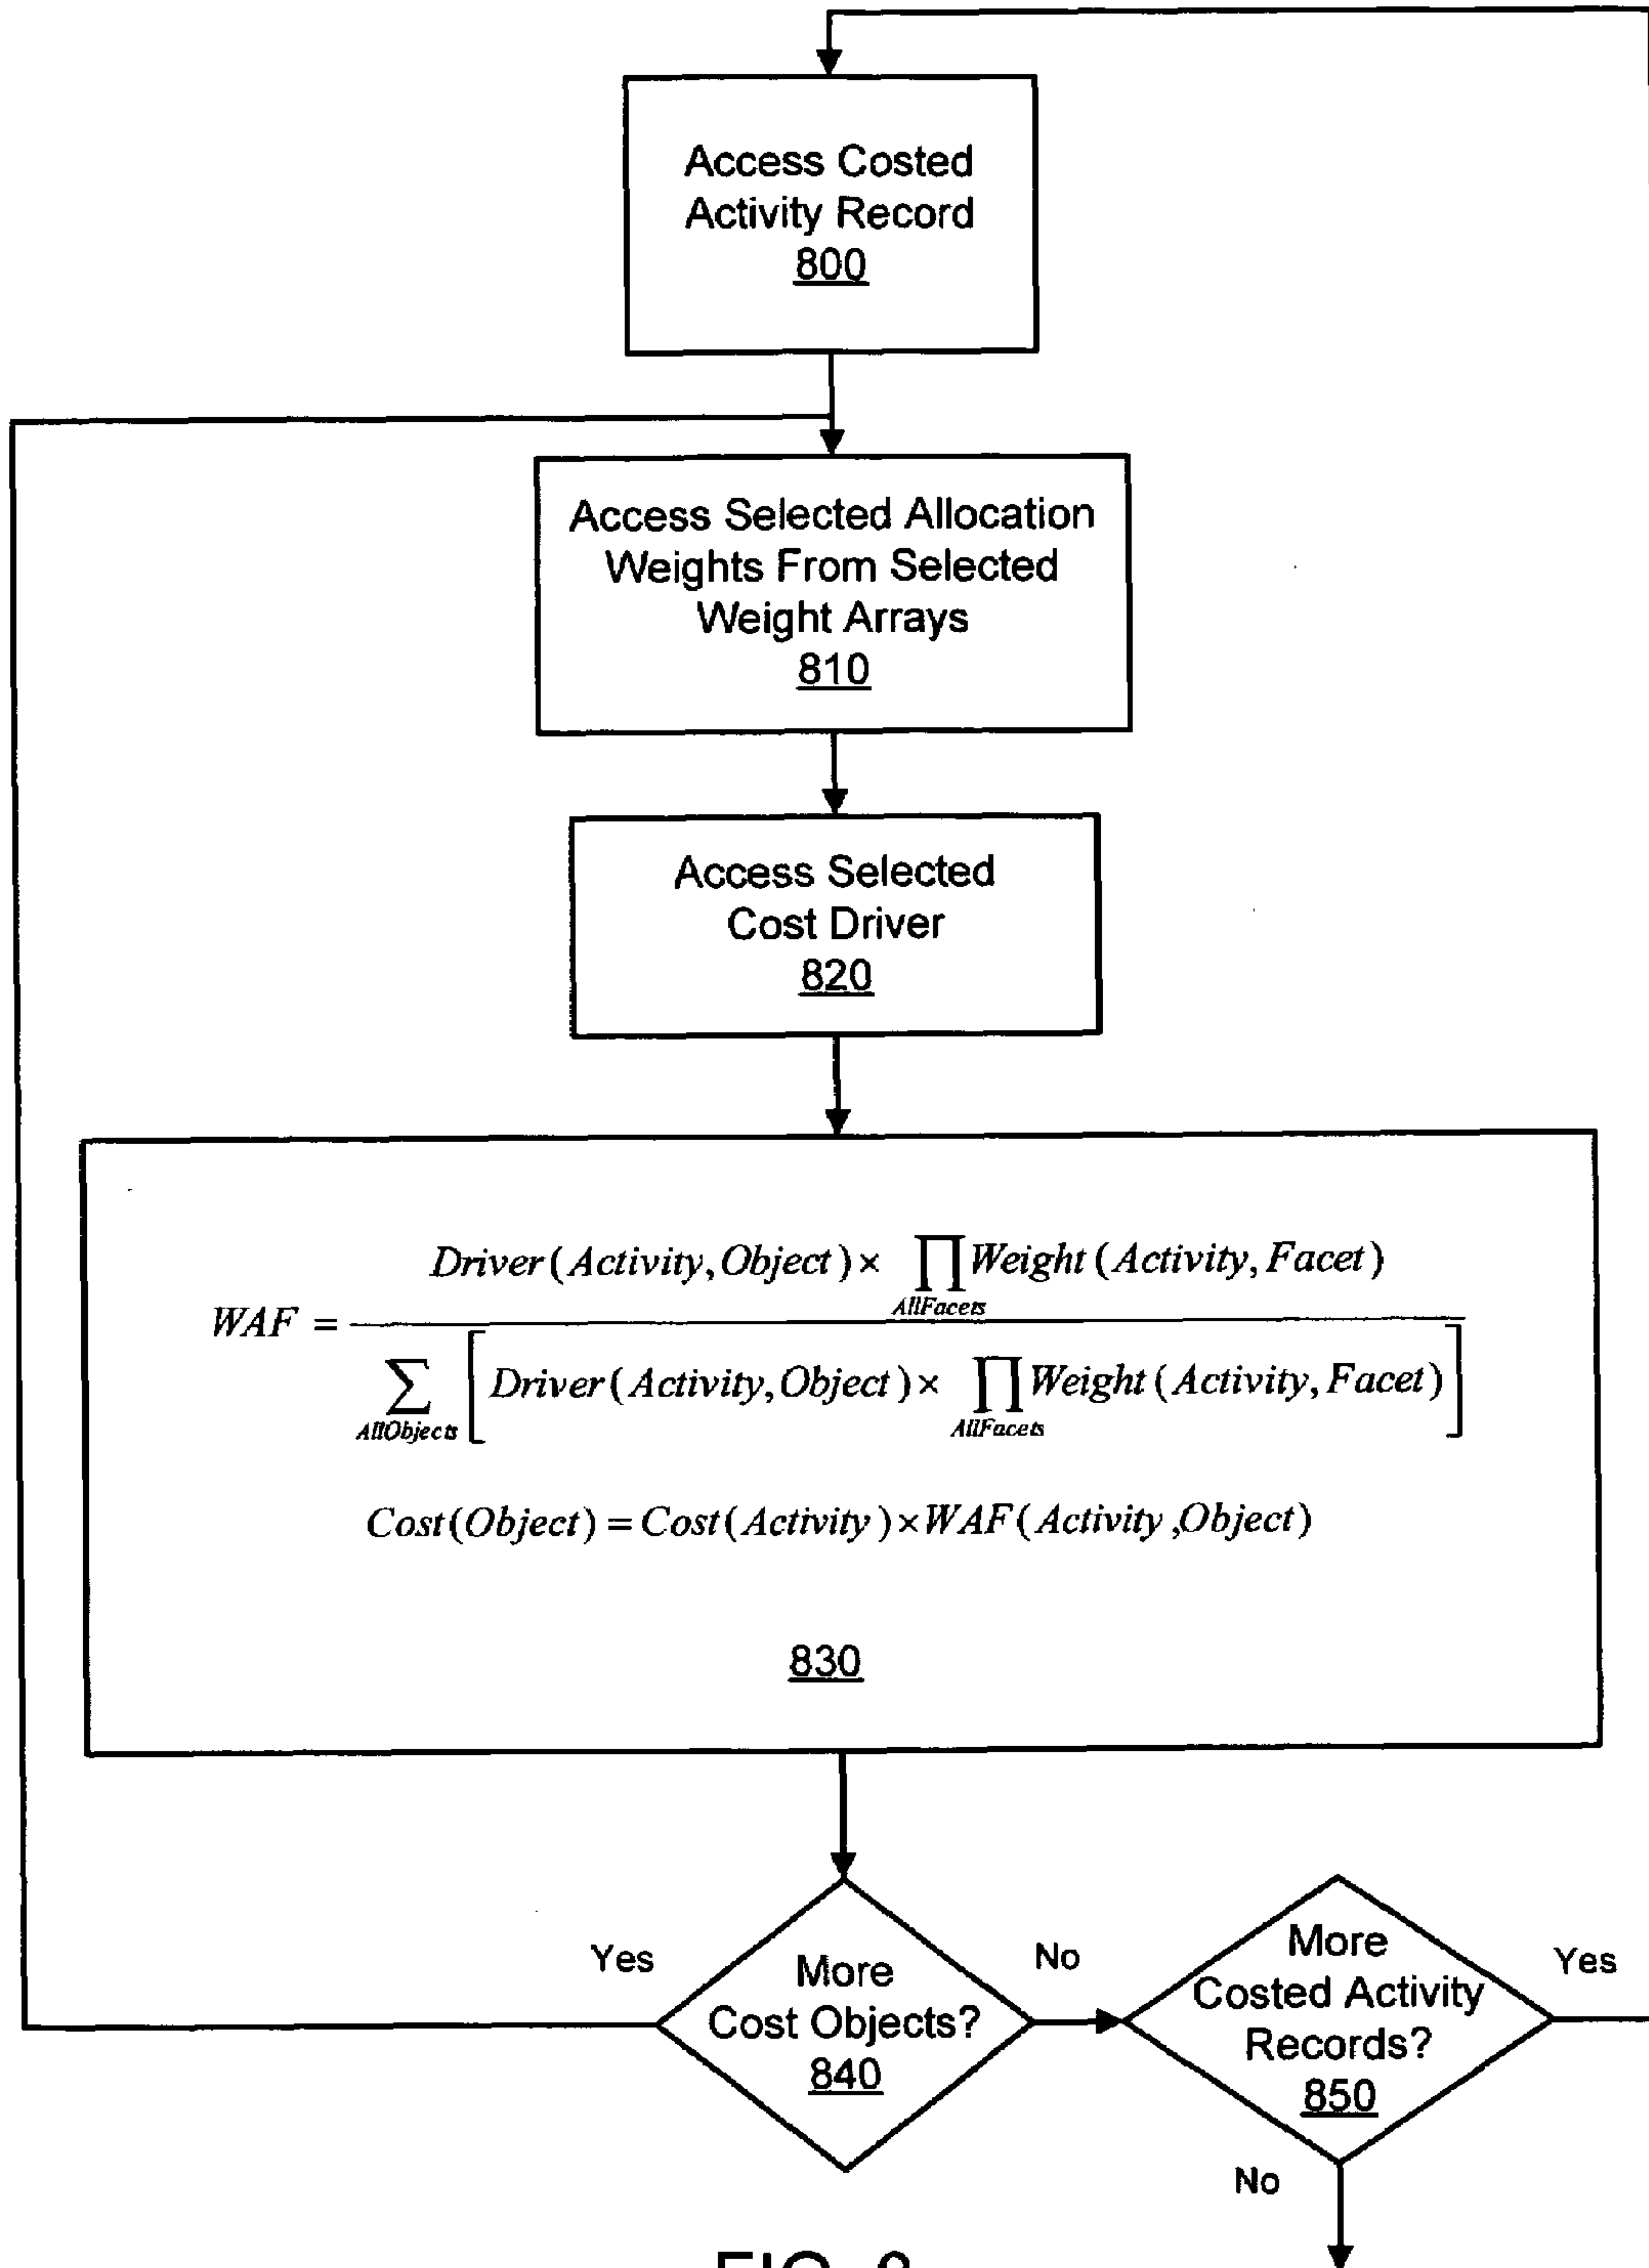 Access Costed
Activity Record
800
Access Selected Allocation
Weights From Selected
Weight Arrays
810
Access Selected
Cost Driver
820
Driver(Activity,Object)× ∏Weight(Activity,Facet)
AllFacets
WAF =
∑[Driver(Activity,Object)× ∏Weight(Activity,Facet)]
AllObjects AllFacets
Cost(Object)=Cost(Activity)×WAF(Activity,Object)
830
Yes
More
Cost Objects?
840
No
More
Costed Activity
Records?
850
Yes
No